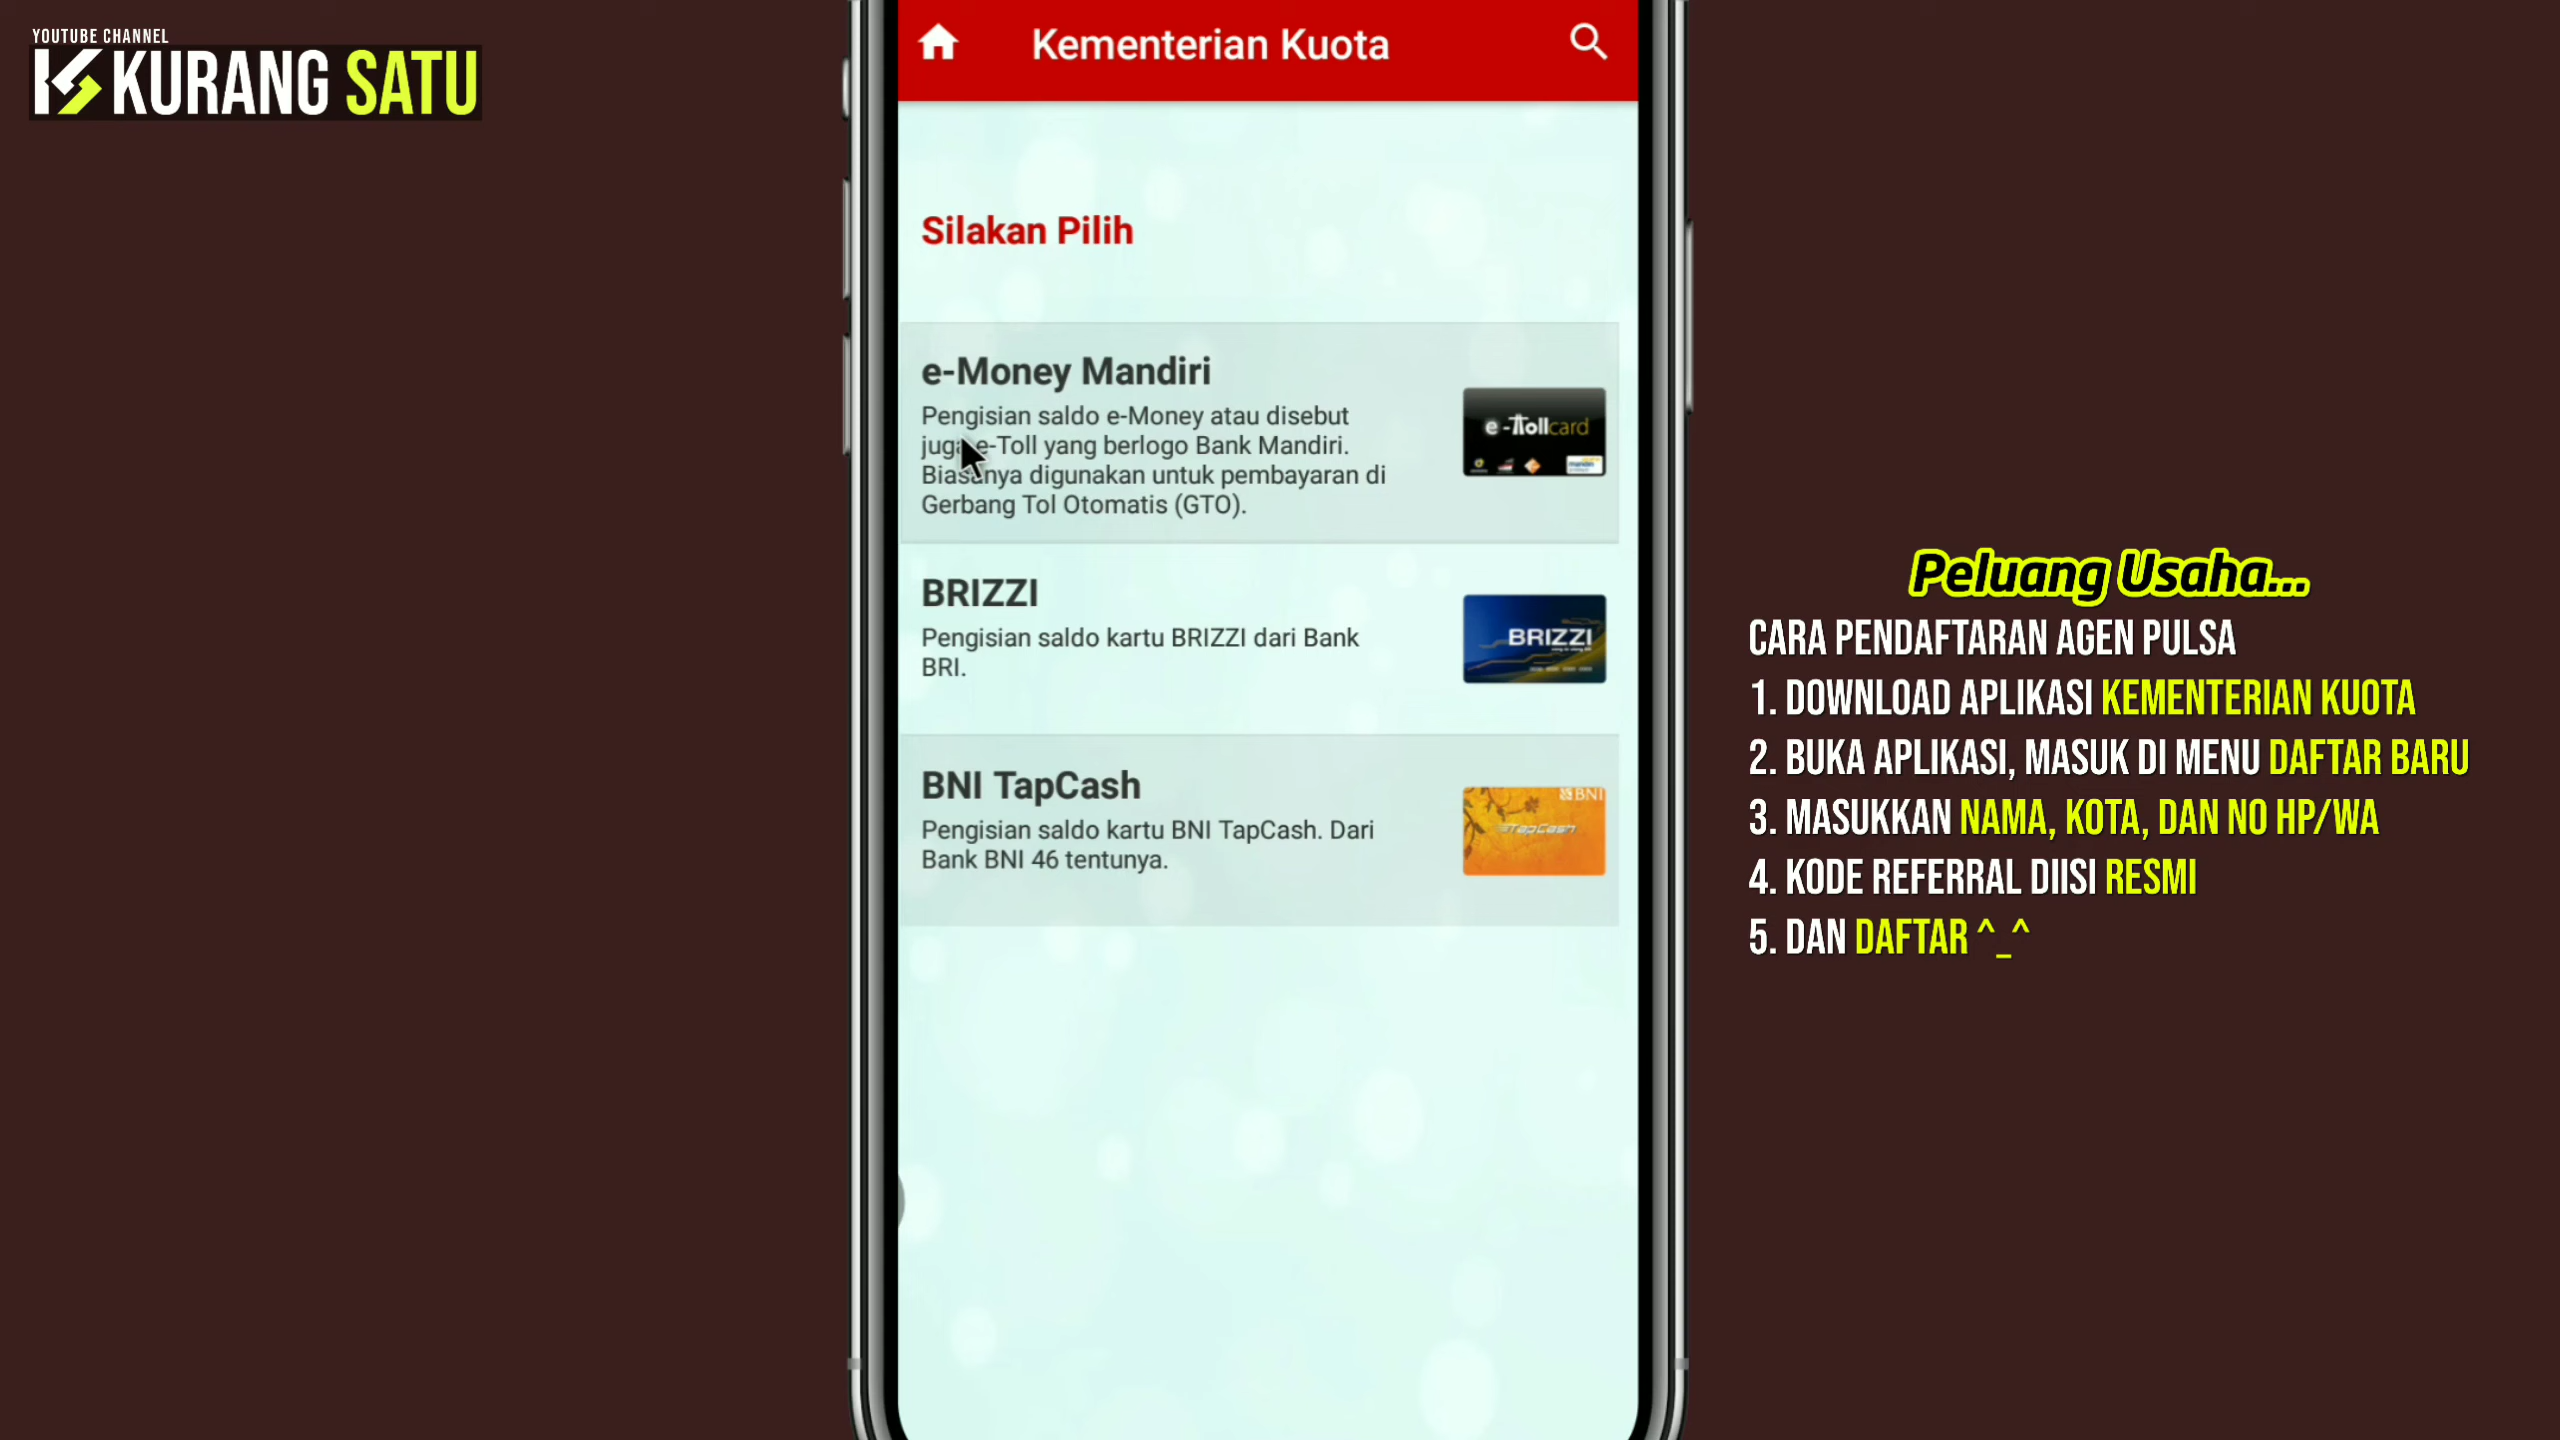 YOUTUBE CHANNEL
KURANG SATU
Kementerian Kuota
Silakan Pilih
e-Money Mandiri
Pengisian saldo e-Money atau disebut
juga e-Toll yang berlogo Bank Mandiri.
Biasanya digunakan untuk pembayaran di
Gerbang Tol Otomatis (GTO).
e-Tollcard
mandiri
BRIZZI
Pengisian saldo kartu BRIZZI dari Bank
BRI.
BRIZZI
BNI TapCash
Pengisian saldo kartu BNI TapCash. Dari
Bank BNI 46 tentunya.
BNI
TapCash
Peluang Usaha...
CARA PENDAFTARAN AGEN PULSA
1. DOWNLOAD APLIKASI KEMENTERIAN KUOTA
2. BUKA APLIKASI, MASUK DI MENU DAFTAR BARU
3. MASUKKAN NAMA, KOTA, DAN NO HP/WA
4. KODE REFERRAL DIISI RESMI
5. DAN DAFTAR ^_^